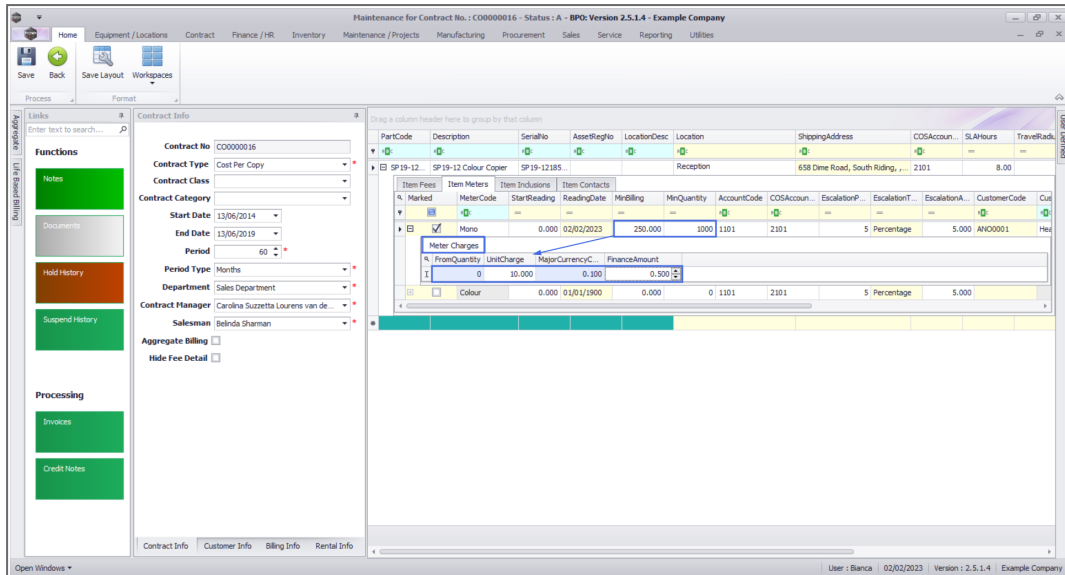 Maintenance for Contract No. : CO0000016 - Status : A - BPO: Version 2.5.1.4 - Example Company
Home Equipment / Locations Contract Finance / HR Inventory Maintenance / Projects Manufacturing Procurement Sales Service Reporting Utilities
Save Back Save Layout Workspaces
Process Format
Aggregate
Life Based Billing
User Defined
Links
Enter text to search...
Functions
Notes
Documents
Hold History
Suspend History
Processing
Invoices
Credit Notes
Contract Info
Contract No CO0000016
Contract Type Cost Per Copy *
Contract Class
Contract Category
Start Date 13/06/2014
End Date 13/06/2019
Period 60 *
Period Type Months *
Department Sales Department *
Contract Manager Carolina Suzzetta Lourens van de... *
Salesman Belinda Sharman *
Aggregate Billing
Hide Fee Detail
Contract Info Customer Info Billing Info Rental Info
Drag a column header here to group by that column
PartCode Description SerialNo AssetRegNo LocationDesc Location ShippingAddress COSAccoun... SLAHours TravelRadiu
SP19-12... SP19-12 Colour Copier SP19-12185... Reception 658 Dime Road, South Riding, , ... 2101 8.00
Item Fees Item Meters Item Inclusions Item Contacts
Marked MeterCode StartReading ReadingDate MinBilling MinQuantity AccountCode COSAccoun... EscalationP... EscalationT... EscalationA... CustomerCode Cus
Mono 0.000 02/02/2023 250.000 1000 1101 2101 5 Percentage 5.000 ANO0001 Hea
Meter Charges
FromQuantity UnitCharge MajorCurrencyC... FinanceAmount
0 10.000 0.100 0.500
Colour 0.000 01/01/1900 0.000 0 1101 2101 5 Percentage 5.000
Open Windows
User : Bianca 02/02/2023 Version : 2.5.1.4 Example Company